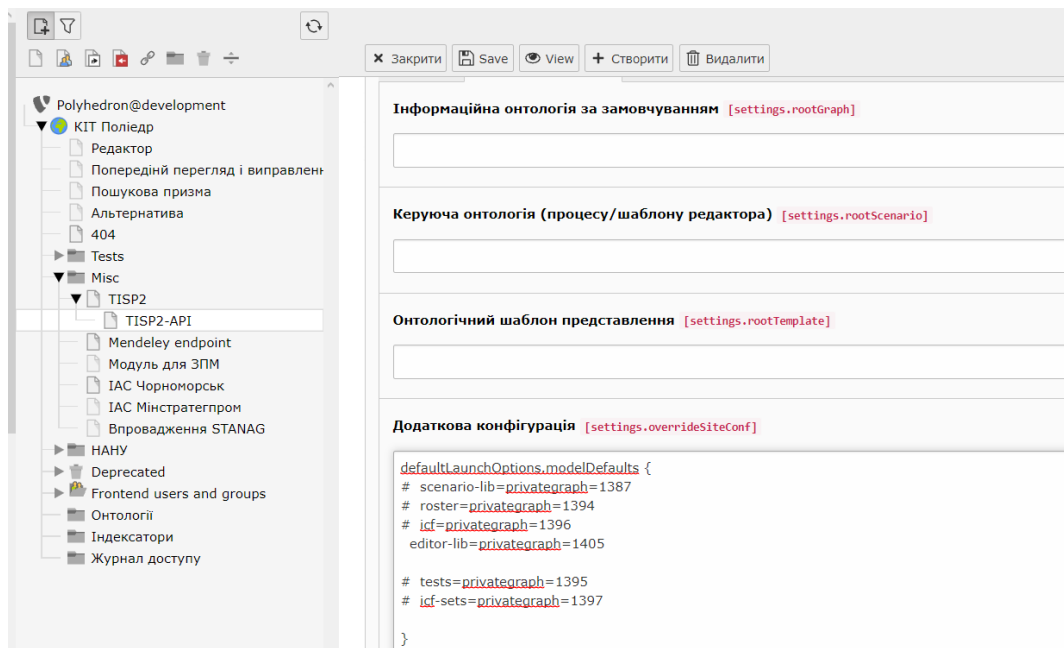 Закрити
Save
View
Створити
Видалити
Polyhedron@development
КІТ Поліедр
Редактор
Попередінй перегляд і виправленн
Пошукова призма
Альтернатива
404
Tests
Misc
TISP2
TISP2-API
Mendeley endpoint
Модуль для ЗПМ
ІАС Чорноморськ
ІАС Мінстратегпром
Впровадження STANAG
НАНУ
Deprecated
Frontend users and groups
Онтології
Індексатори
Журнал доступу
Інформаційна онтологія за замовчуванням [settings.rootGraph]
Керуюча онтологія (процесу/шаблону редактора) [settings.rootScenario]
Онтологічний шаблон представлення [settings.rootTemplate]
Додаткова конфігурація [settings.overrideSiteConf]
defaultLaunchOptions.modelDefaults {
# scenario-lib=privategraph=1387
# roster=privategraph=1394
# icf=privategraph=1396
editor-lib=privategraph=1405
# tests=privategraph=1395
# icf-sets=privategraph=1397
}